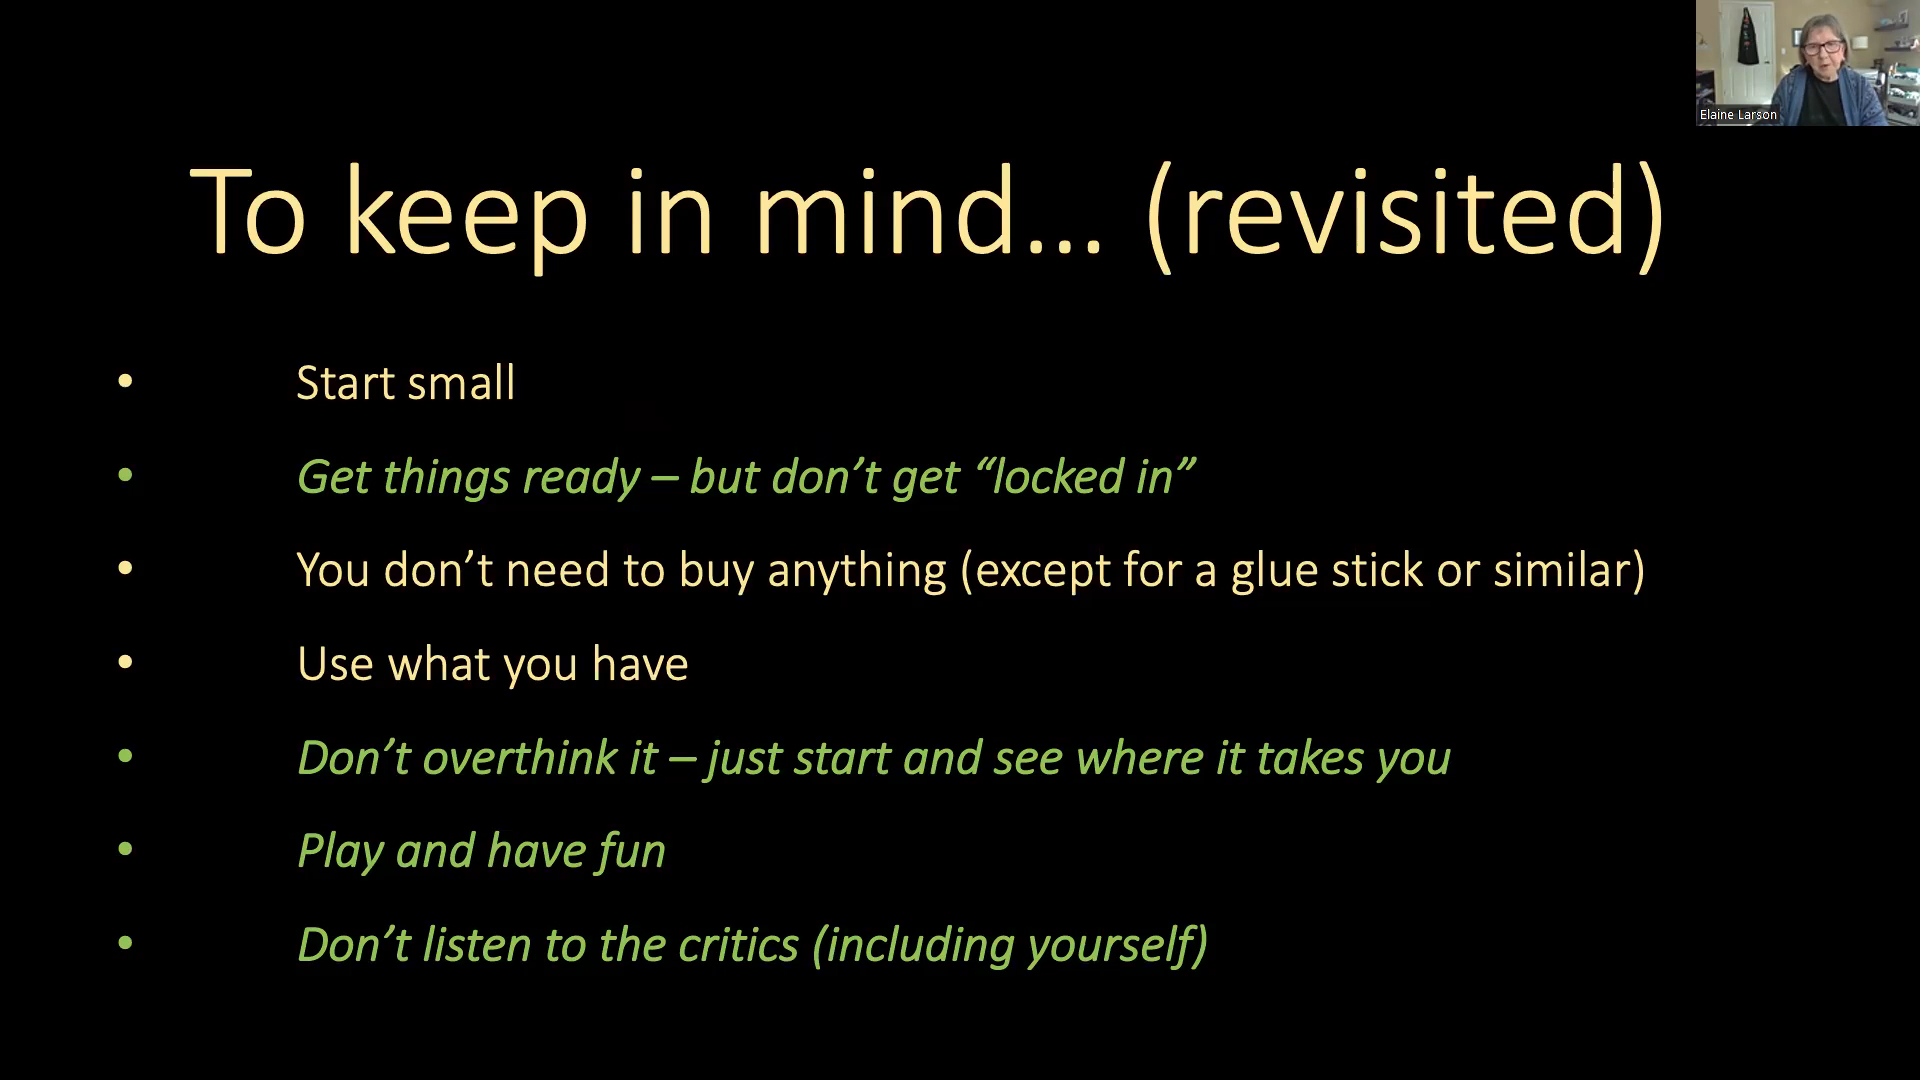 Elaine Larson
To keep in mind... (revisited)
• Start small
• Get things ready – but don’t get “locked in”
• You don’t need to buy anything (except for a glue stick or similar)
• Use what you have
• Don’t overthink it – just start and see where it takes you
• Play and have fun
• Don’t listen to the critics (including yourself)